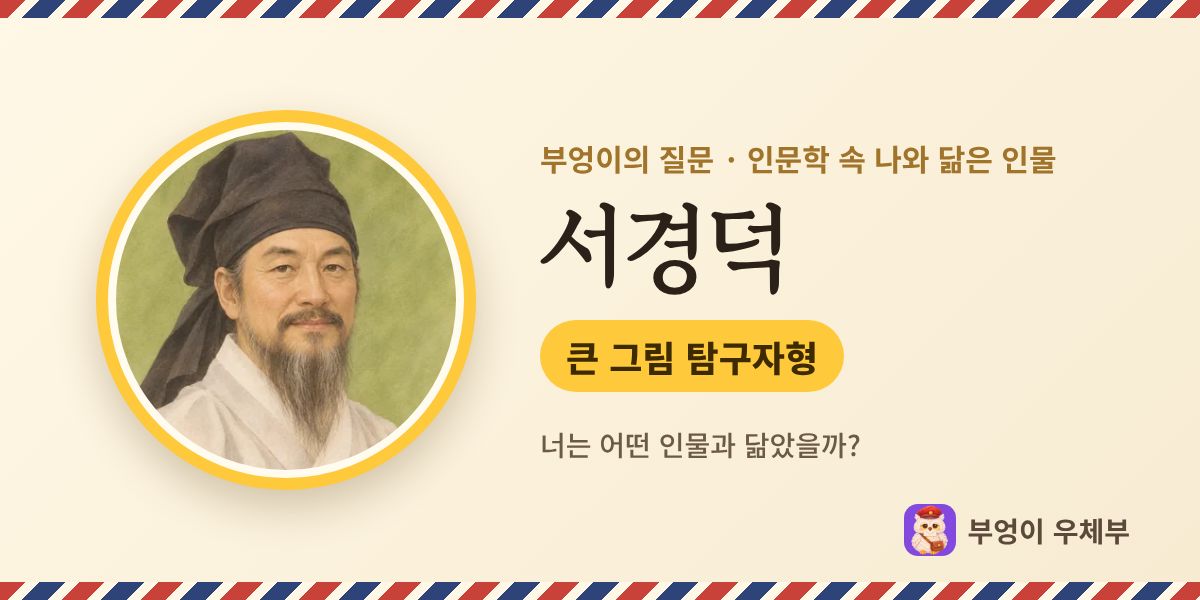 부엉이의 질문 · 인문학 속 나와 닮은 인물
서경덕
큰 그림 탐구자형
너는 어떤 인물과 닮았을까?
부엉이 우체부